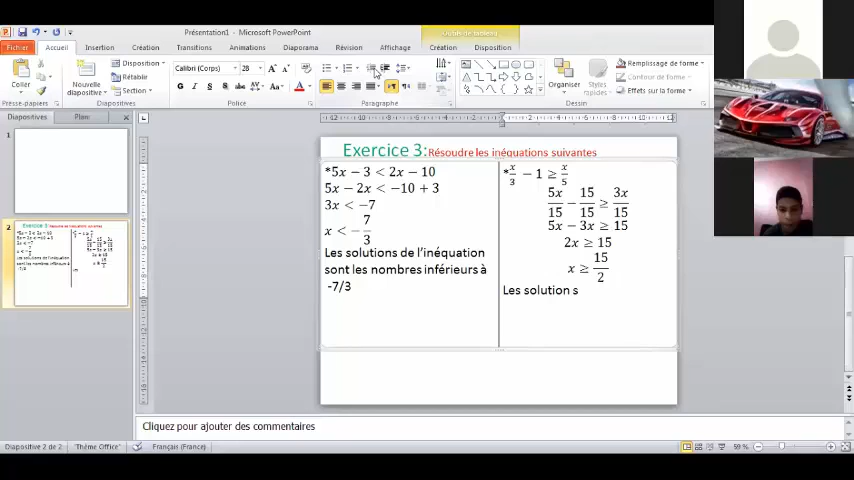 Présentation1 - Microsoft PowerPoint
Outils de tableau
Fichier Accueil Insertion Création Transitions Animations Diaporama Révision Affichage Création Disposition
Coller
Nouvelle diapositive
Disposition
Rétablir
Section
Calibri (Corps) 28
Organiser
Styles rapides
Remplissage de forme
Contour de forme
Effets sur la forme
Presse-papiers Diapositives Police Paragraphe Dessin
Diapositives Plan
1
2
Exercice 3:Résoudre les inéquations suivantes
*5x − 3 < 2x − 10
5x − 2x < −10 + 3
3x < −7
x < − 7/3
Les solutions de l'inéquation
sont les nombres inférieurs à
-7/3
* x/3 − 1 ≥ x/5
5x/15 − 15/15 ≥ 3x/15
5x − 3x ≥ 15
2x ≥ 15
x ≥ 15/2
Les solution s
Cliquez pour ajouter des commentaires
Diapositive 2 de 2 "Thème Office" Français (France) 59 %